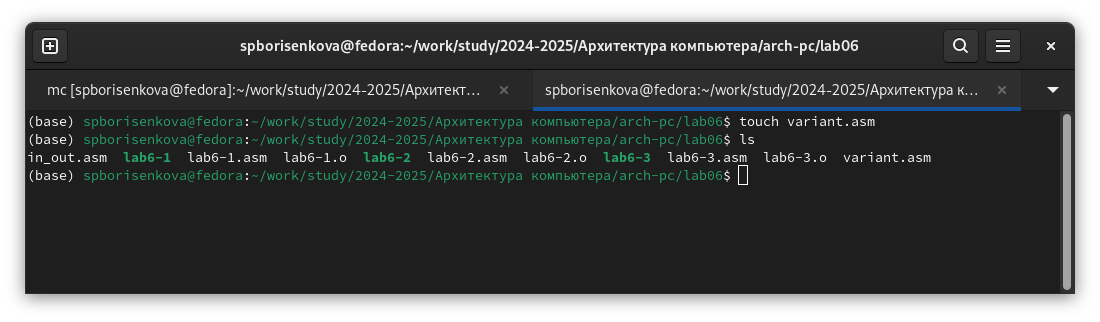 spborisenkova@fedora:~/work/study/2024-2025/Архитектура компьютера/arch-pc/lab06
mc [spborisenkova@fedora]:~/work/study/2024-2025/Архитект… × spborisenkova@fedora:~/work/study/2024-2025/Архитектура к… ×
(base) spborisenkova@fedora:~/work/study/2024-2025/Архитектура компьютера/arch-pc/lab06$ touch variant.asm
(base) spborisenkova@fedora:~/work/study/2024-2025/Архитектура компьютера/arch-pc/lab06$ ls
in_out.asm lab6-1 lab6-1.asm lab6-1.o lab6-2 lab6-2.asm lab6-2.o lab6-3 lab6-3.asm lab6-3.o variant.asm
(base) spborisenkova@fedora:~/work/study/2024-2025/Архитектура компьютера/arch-pc/lab06$